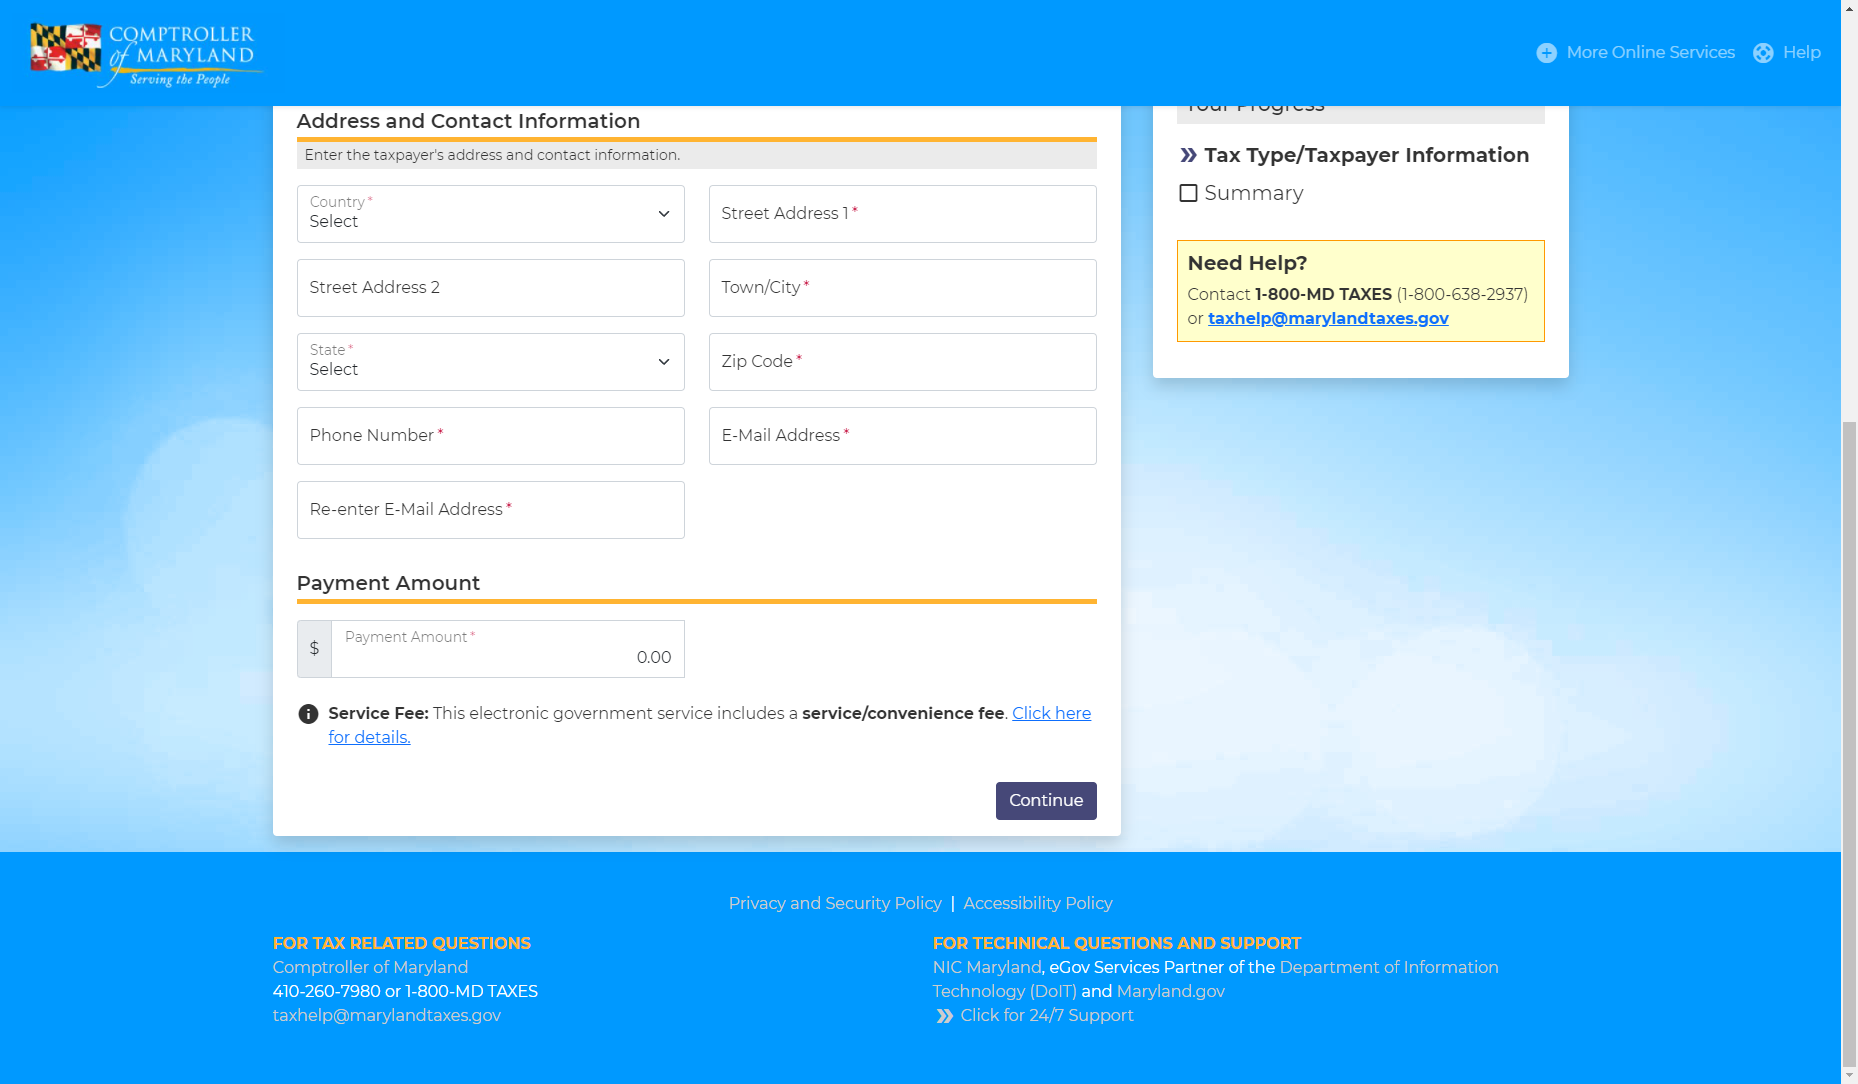 COMPTROLLER
of MARYLAND
Serving the People
More Online Services
Help
Address and Contact Information
Enter the taxpayer's address and contact information.
Country *
Select
Street Address 1 *
Street Address 2
Town/City *
State *
Select
Zip Code *
Phone Number *
E-Mail Address *
Re-enter E-Mail Address *
Payment Amount
$
Payment Amount *
0.00
Service Fee: This electronic government service includes a service/convenience fee. Click here
for details.
Continue
Your Progress
Tax Type/Taxpayer Information
Summary
Need Help?
Contact 1-800-MD TAXES (1-800-638-2937)
or taxhelp@marylandtaxes.gov
Privacy and Security Policy | Accessibility Policy
FOR TAX RELATED QUESTIONS
Comptroller of Maryland
410-260-7980 or 1-800-MD TAXES
taxhelp@marylandtaxes.gov
FOR TECHNICAL QUESTIONS AND SUPPORT
NIC Maryland, eGov Services Partner of the Department of Information
Technology (DoIT) and Maryland.gov
Click for 24/7 Support